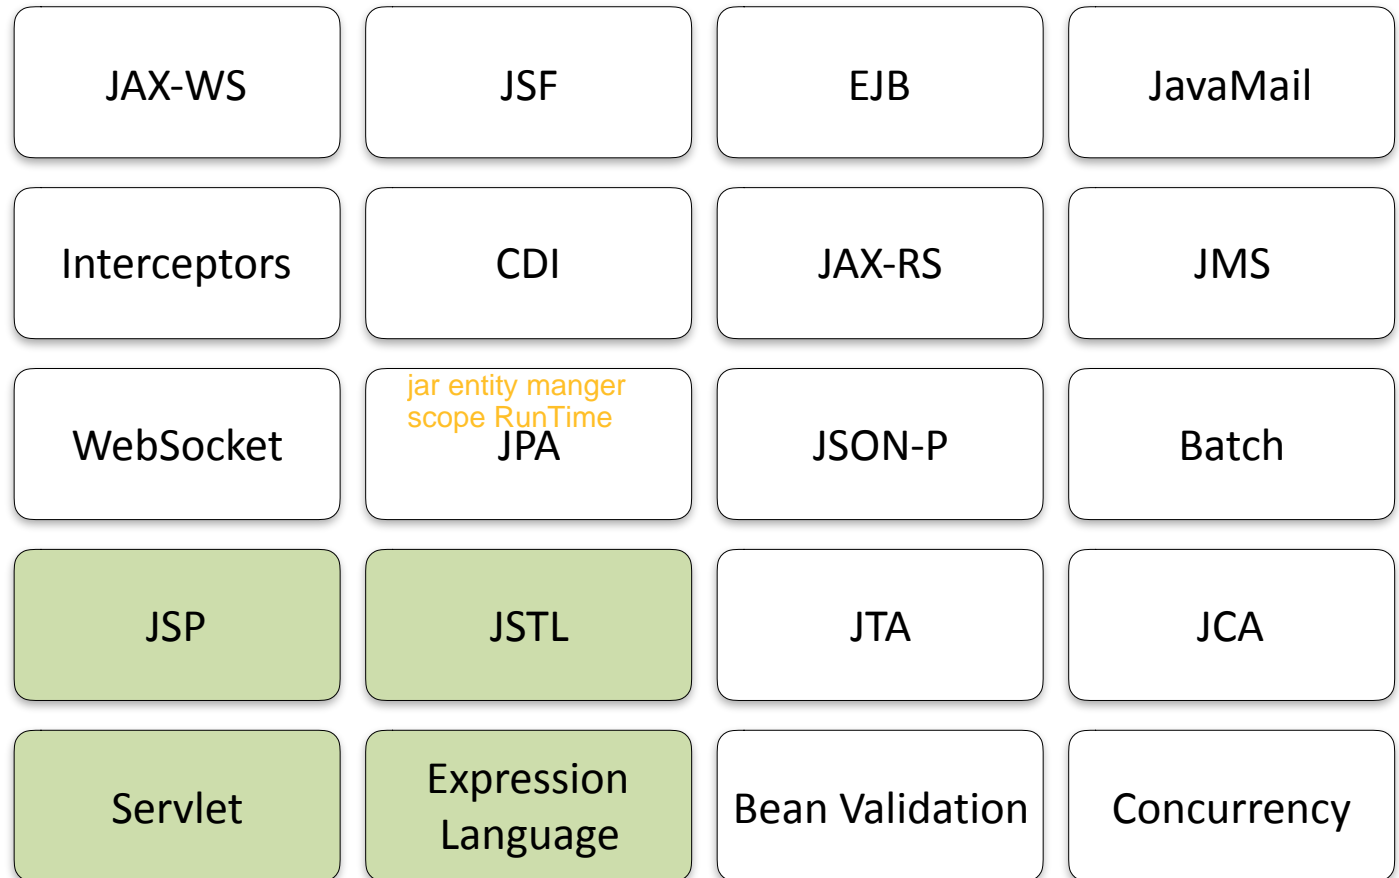 JAX-WS
JSF
EJB
JavaMail
Interceptors
CDI
JAX-RS
JMS
WebSocket
jar entity manger
scope RunTime
JPA
JSON-P
Batch
JSP
JSTL
JTA
JCA
Servlet
Expression
Language
Bean Validation
Concurrency